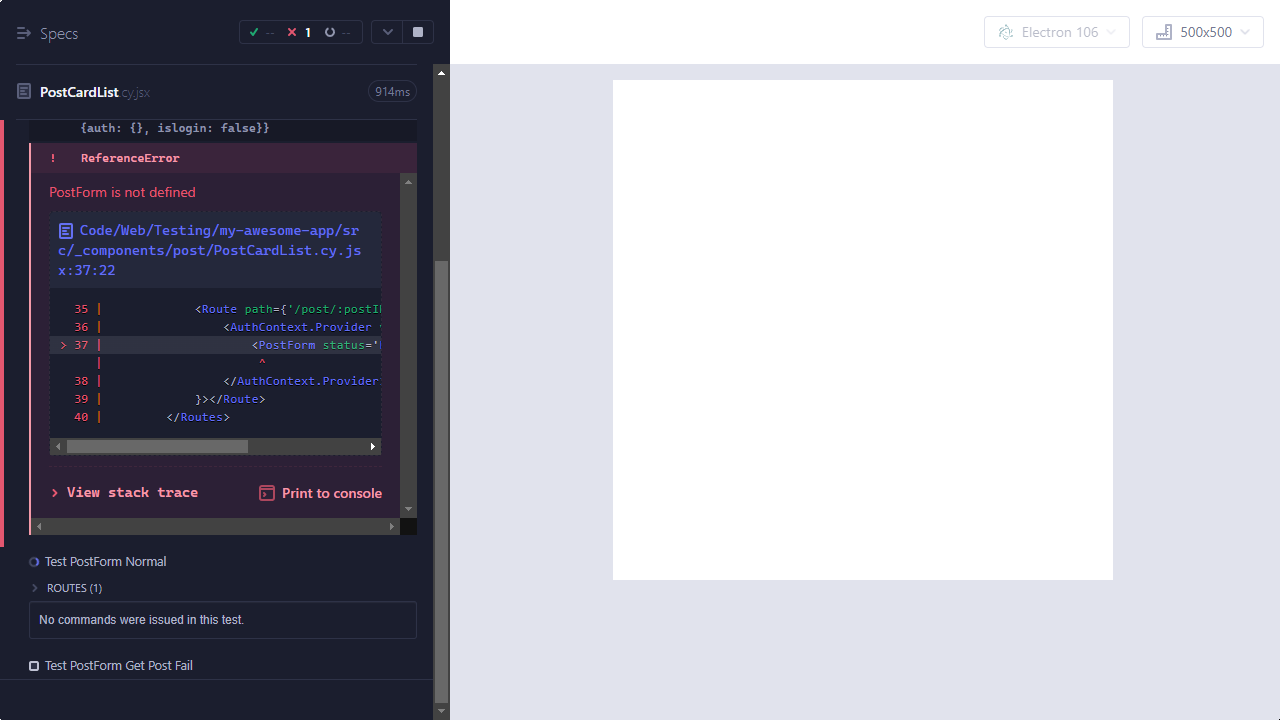 Specs
--
1
--
Electron 106
500x500
PostCardList.cy.jsx
914ms
{auth: {}, islogin: false}}
! ReferenceError
PostForm is not defined
Code/Web/Testing/my-awesome-app/sr
c/_components/post/PostCardList.cy.js
x:37:22
35 | <Route path={'/post/:postI
36 | <AuthContext.Provider
> 37 | <PostForm status='
| ^
38 | </AuthContext.Provider
39 | }></Route>
40 | </Routes>
> View stack trace
Print to console
Test PostForm Normal
> ROUTES (1)
No commands were issued in this test.
Test PostForm Get Post Fail